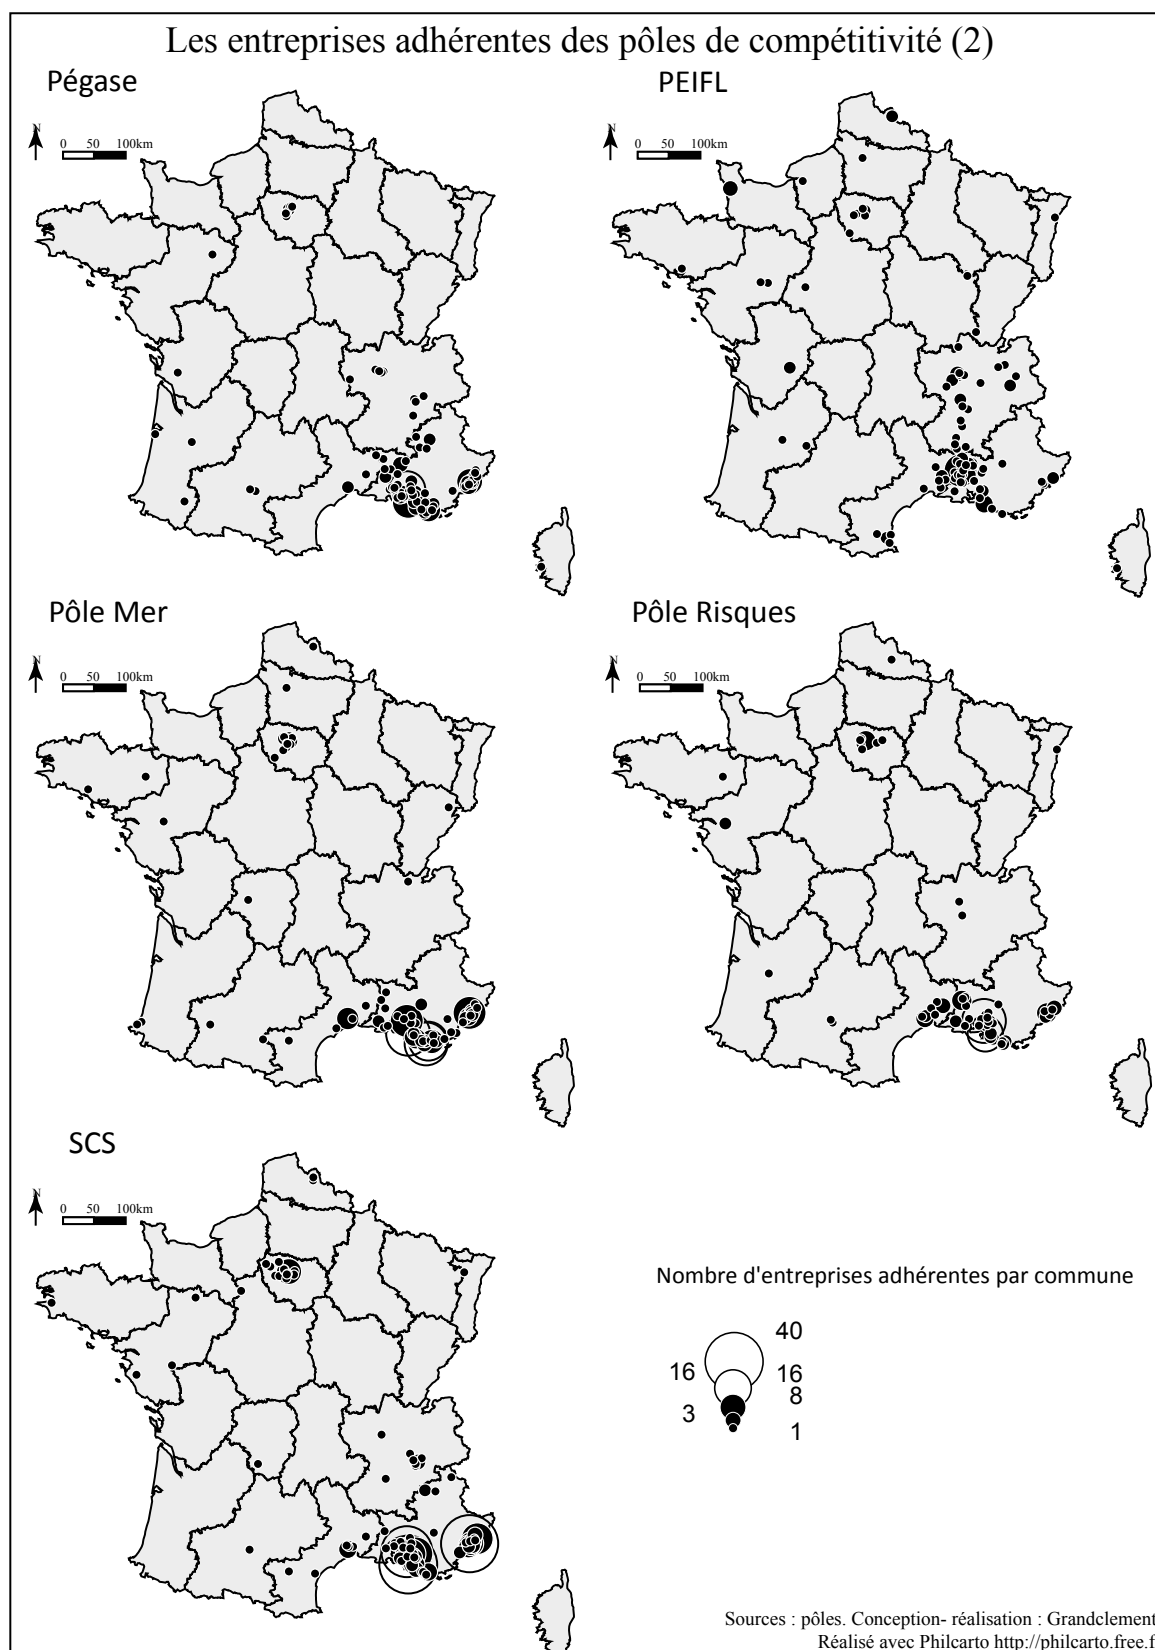 Les entreprises adhérentes des pôles de compétitivité (2)
Pégase
PEIFL
N
0 50 100km
N
0 50 100km
Pôle Mer
Pôle Risques
N
0 50 100km
N
0 50 100km
SCS
N
0 50 100km
Nombre d'entreprises adhérentes par commune
40
16 16
8
3
1
Sources : pôles. Conception- réalisation : Grandclement
Réalisé avec Philcarto http://philcarto.free.f